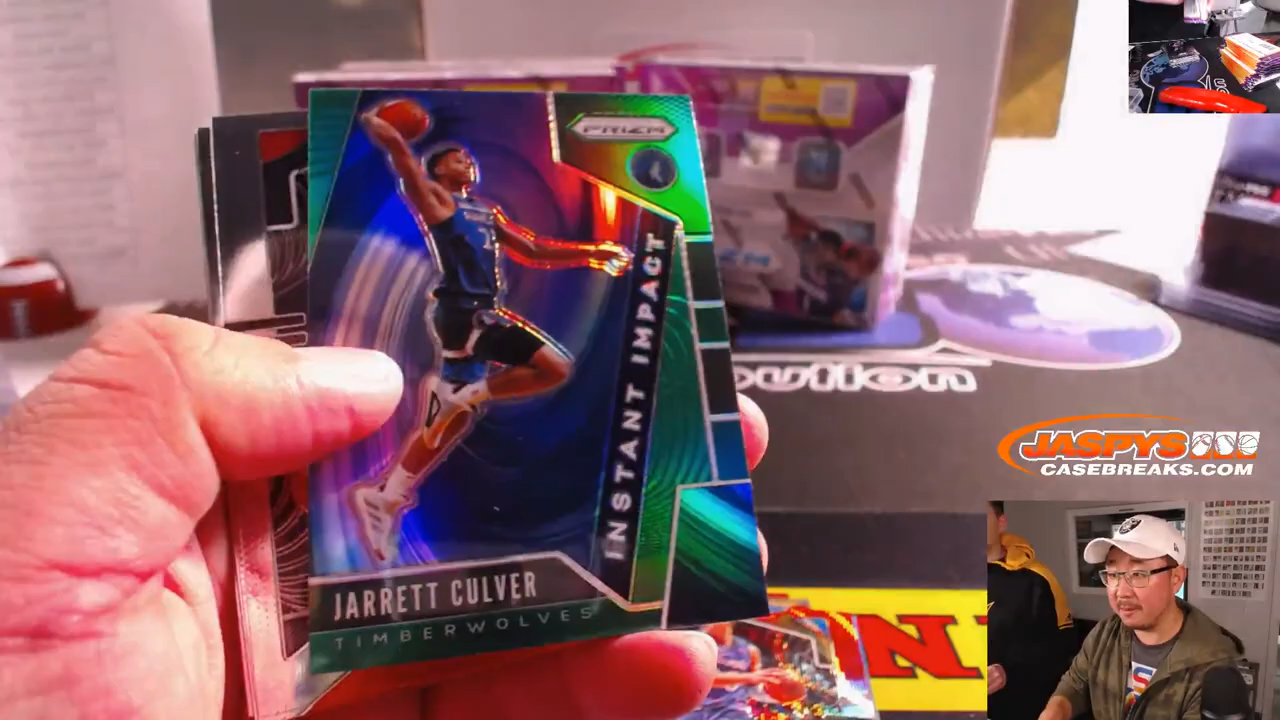 PRIZM
INSTANT IMPACT
JARRETT CULVER
TIMBERWOLVES
JASPYS
CASEBREAKS.COM